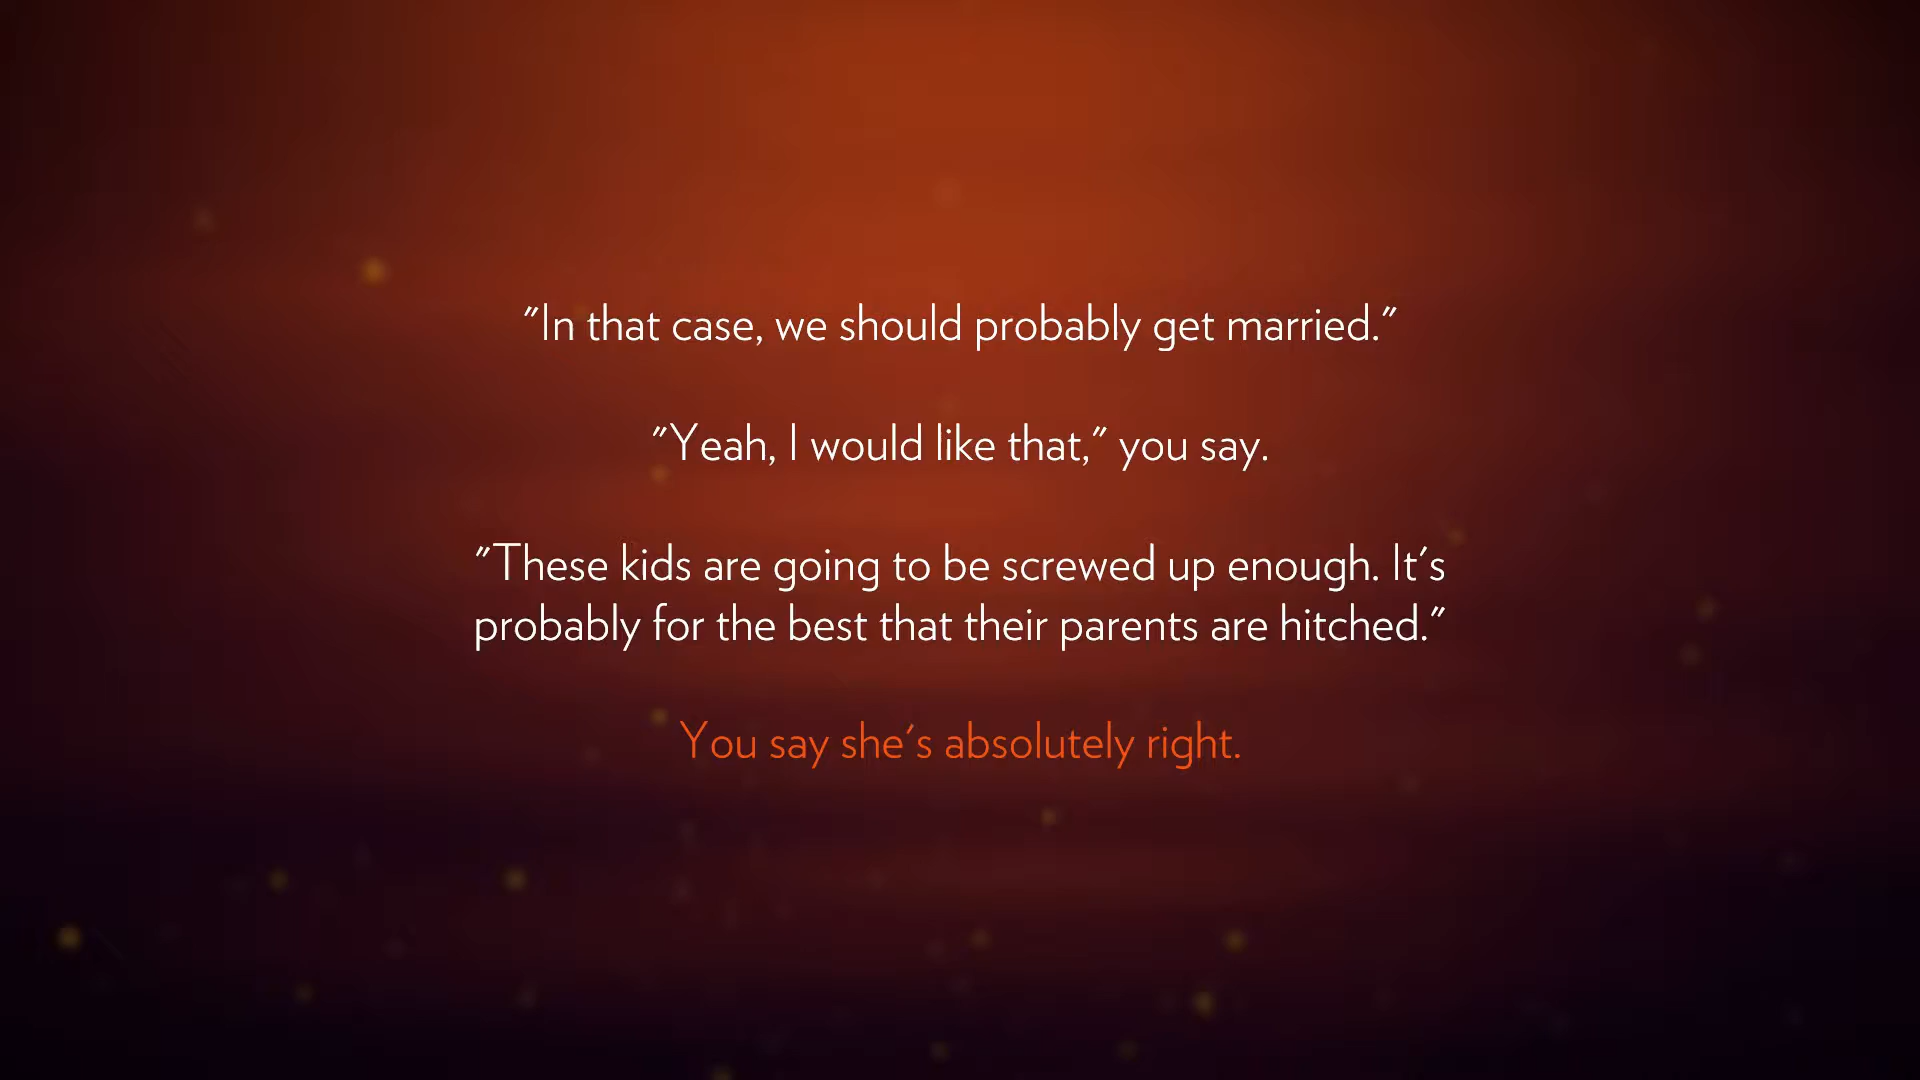 "In that case, we should probably get married."
"Yeah, I would like that," you say.
"These kids are going to be screwed up enough. It's
probably for the best that their parents are hitched."
You say she's absolutely right.